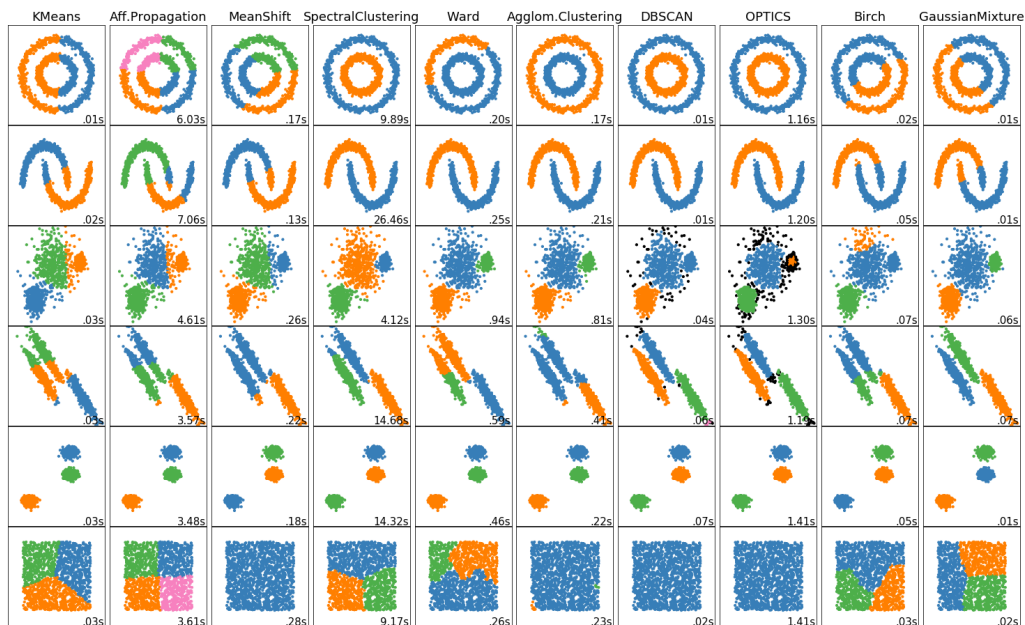 KMeans Aff.Propagation MeanShift SpectralClustering Ward Agglom.Clustering DBSCAN OPTICS Birch GaussianMixture
.01s 6.03s .17s 9.89s .20s .17s .01s 1.16s .02s .01s
.02s 7.06s .13s 26.46s .25s .21s .01s 1.20s .05s .01s
.03s 4.61s .26s 4.12s .94s .81s .04s 1.30s .07s .06s
.03s 3.57s .22s 14.68s .59s .41s .06s 1.19s .07s .07s
.03s 3.48s .18s 14.32s .46s .22s .07s 1.41s .05s .01s
.03s 3.61s .28s 9.17s .26s .23s .02s 1.41s .03s .02s